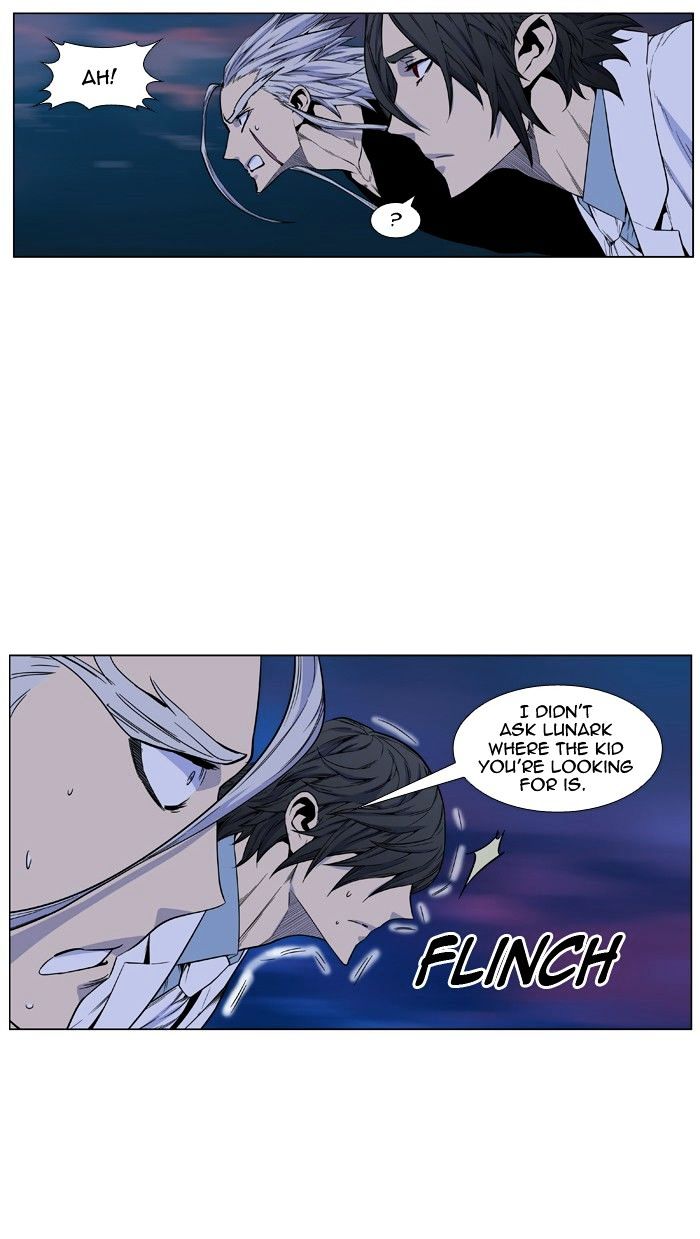 AH!
?
I DIDN'T
ASK LUNARK
WHERE THE KID
YOU'RE LOOKING
FOR IS.
FLINCH